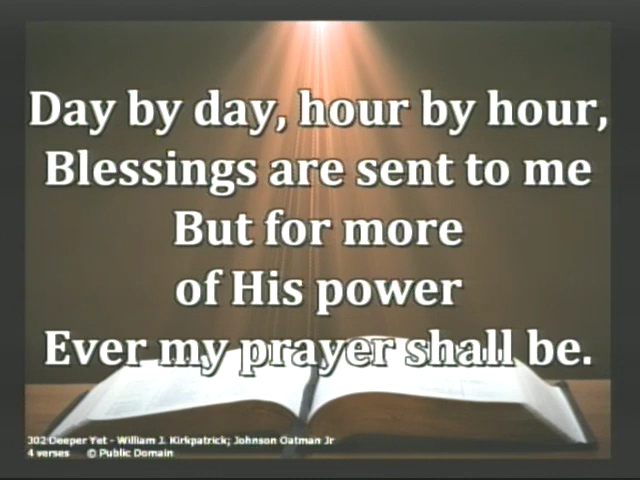 Day by day, hour by hour,
Blessings are sent to me
But for more
of His power
Ever my prayer shall be.
302 Deeper Yet - William J. Kirkpatrick; Johnson Oatman Jr
4 verses © Public Domain